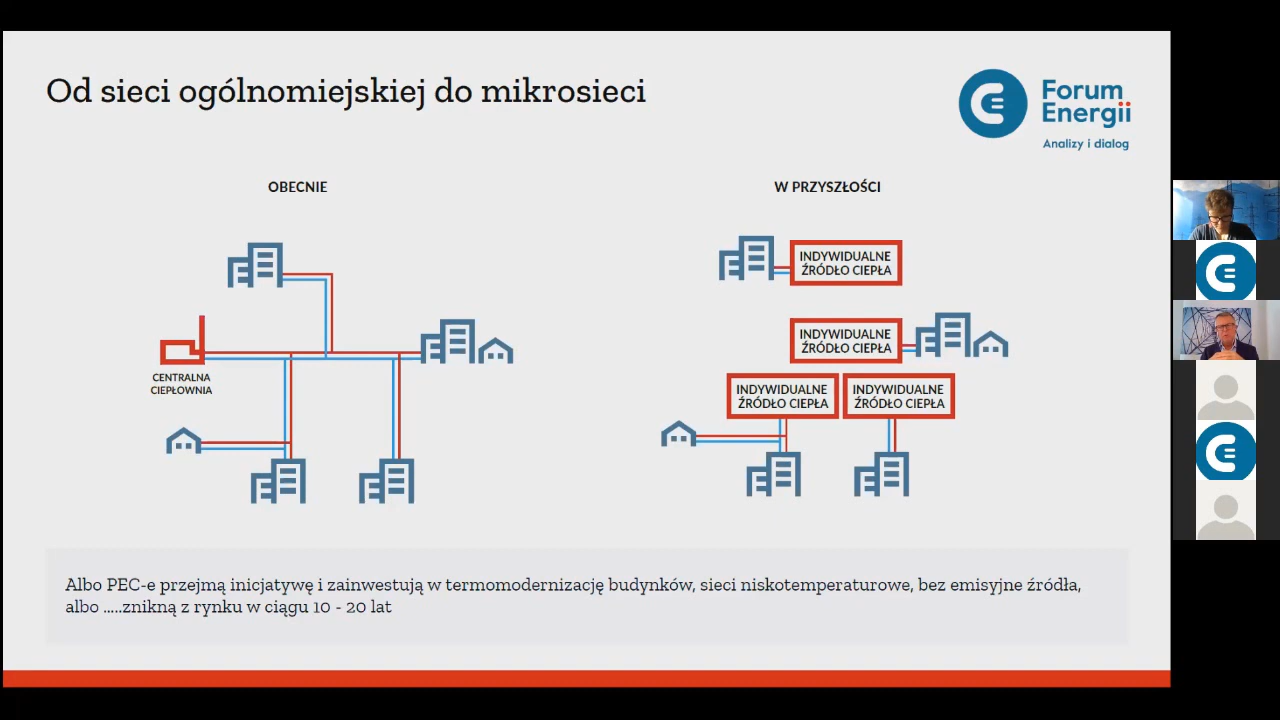 Od sieci ogólnomiejskiej do mikrosieci
Forum
Energii
Analizy i dialog
OBECNIE
W PRZYSZŁOŚCI
CENTRALNA
CIEPŁOWNIA
INDYWIDUALNE
ŹRÓDŁO CIEPŁA
INDYWIDUALNE
ŹRÓDŁO CIEPŁA
INDYWIDUALNE
ŹRÓDŁO CIEPŁA
INDYWIDUALNE
ŹRÓDŁO CIEPŁA
Albo PEC-e przejmą inicjatywę i zainwestują w termomodernizację budynków, sieci niskotemperaturowe, bez emisyjne źródła,
albo .....znikną z rynku w ciągu 10 - 20 lat